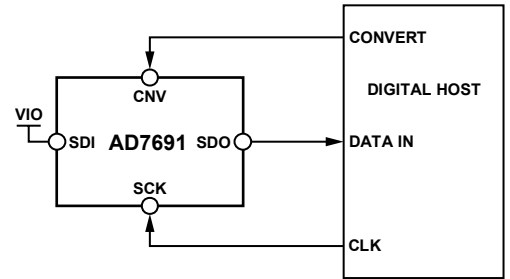 CONVERT
CNV
DIGITAL HOST
VIO
SDI AD7691 SDO
DATA IN
SCK
CLK